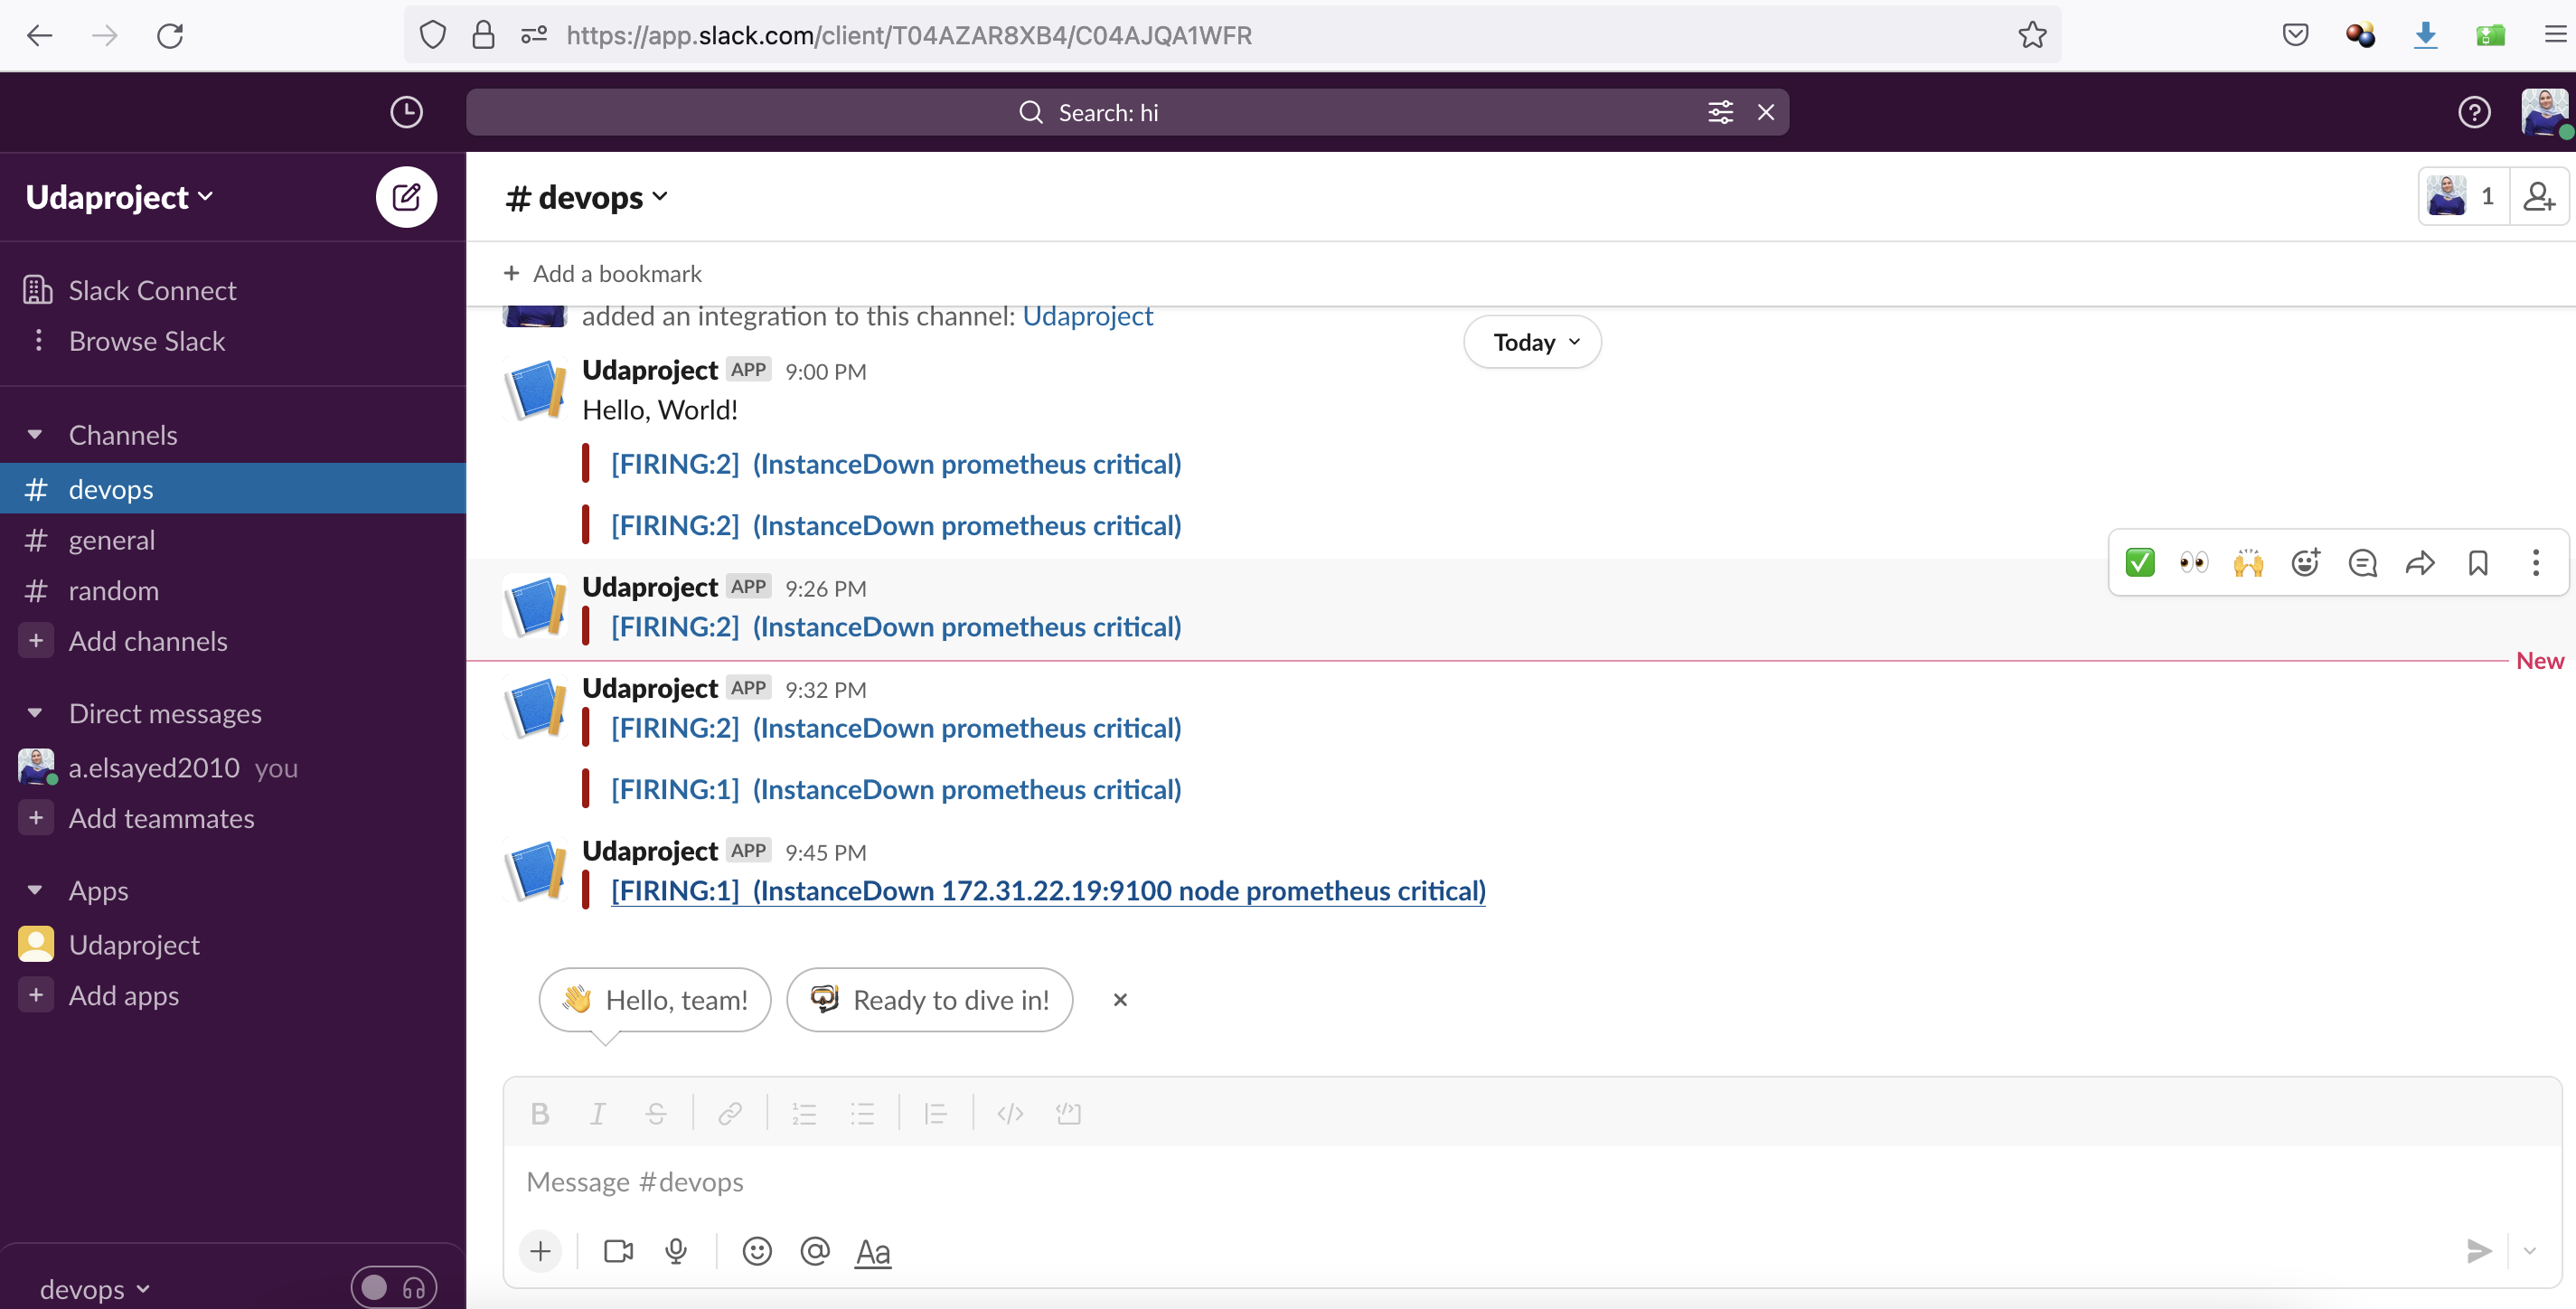 https://app.slack.com/client/T04AZAR8XB4/C04AJQA1WFR
Search: hi
Udaproject
Slack Connect
Browse Slack
Channels
# devops
# general
# random
+ Add channels
Direct messages
a.elsayed2010 you
+ Add teammates
Apps
Udaproject
+ Add apps
devops
# devops
1
+ Add a bookmark
added an integration to this channel: Udaproject
Today
Udaproject APP 9:00 PM
Hello, World!
[FIRING:2] (InstanceDown prometheus critical)
[FIRING:2] (InstanceDown prometheus critical)
Udaproject APP 9:26 PM
[FIRING:2] (InstanceDown prometheus critical)
New
Udaproject APP 9:32 PM
[FIRING:2] (InstanceDown prometheus critical)
[FIRING:1] (InstanceDown prometheus critical)
Udaproject APP 9:45 PM
[FIRING:1] (InstanceDown 172.31.22.19:9100 node prometheus critical)
Hello, team!
Ready to dive in!
B I S
Message #devops
Aa